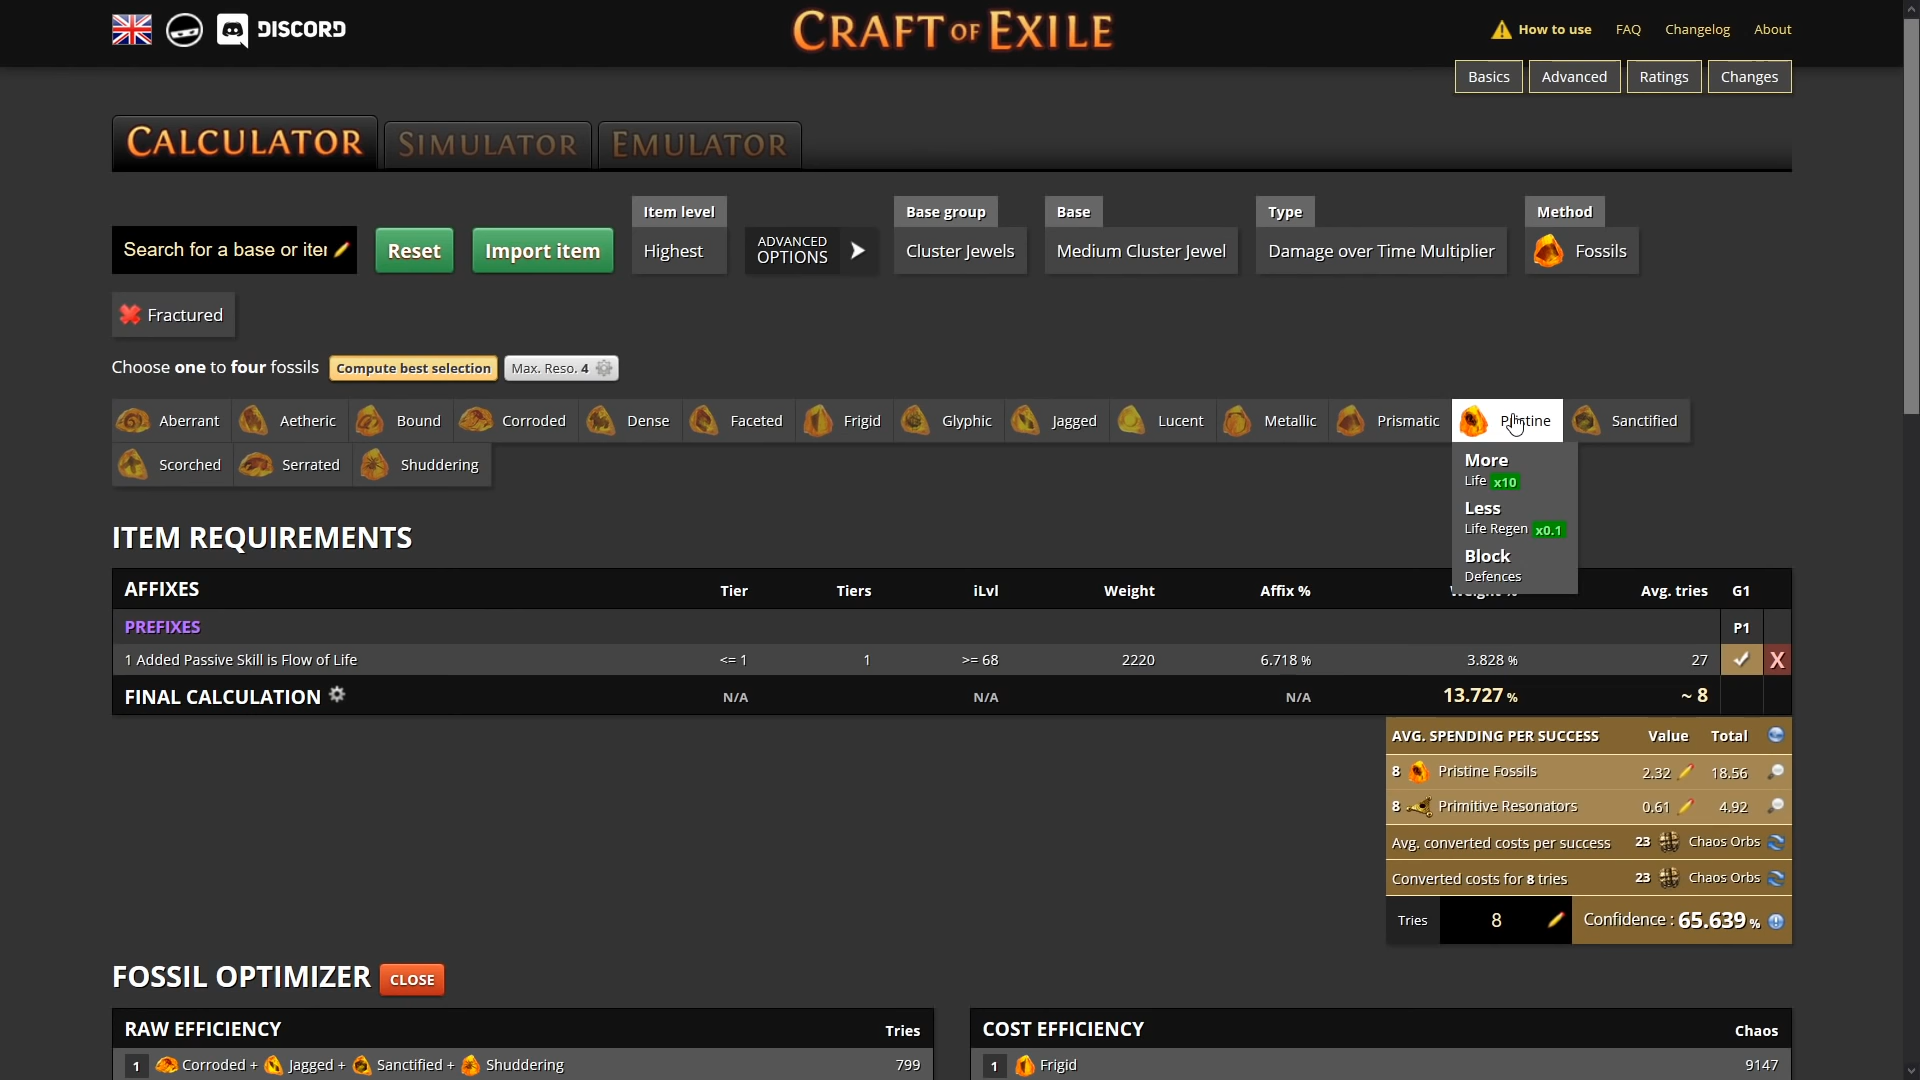 DISCORD
CRAFT OF EXILE
How to use FAQ Changelog About
Basics Advanced Ratings Changes
CALCULATOR SIMULATOR EMULATOR
Item level Base group Base Type Method
Search for a base or iter Reset Import item Highest ADVANCED OPTIONS Cluster Jewels Medium Cluster Jewel Damage over Time Multiplier Fossils
Fractured
Choose one to four fossils Compute best selection Max. Reso. 4
Aberrant Aetheric Bound Corroded Dense Faceted Frigid Glyphic Jagged Lucent Metallic Prismatic Pristine Sanctified
Scorched Serrated Shuddering
More
Life x10
Less
Life Regen x0.1
Block
Defences
ITEM REQUIREMENTS
AFFIXES Tier Tiers iLvl Weight Affix % Weight % Avg. tries G1
PREFIXES P1
1 Added Passive Skill is Flow of Life <= 1 1 >= 68 2220 6.718 % 3.828 % 27 X
FINAL CALCULATION N/A N/A N/A 13.727 % ~ 8
AVG. SPENDING PER SUCCESS Value Total
8 Pristine Fossils 2.32 18.56
8 Primitive Resonators 0.61 4.92
Avg. converted costs per success 23 Chaos Orbs
Converted costs for 8 tries 23 Chaos Orbs
Tries 8 Confidence : 65.639 %
FOSSIL OPTIMIZER CLOSE
RAW EFFICIENCY Tries
1 Corroded + Jagged + Sanctified + Shuddering 799
COST EFFICIENCY Chaos
1 Frigid 9147